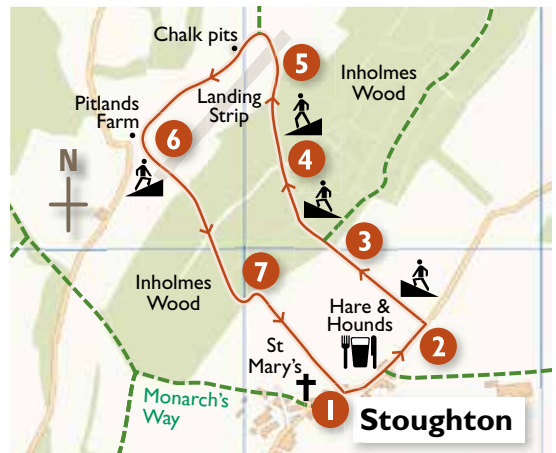 Chalk pits
5
Inholmes
Wood
Landing
Strip
Pitlands
Farm
6
4
N
3
7
Inholmes
Wood
Hare &
Hounds
2
St
Mary's
Monarch's
Way
1
Stoughton